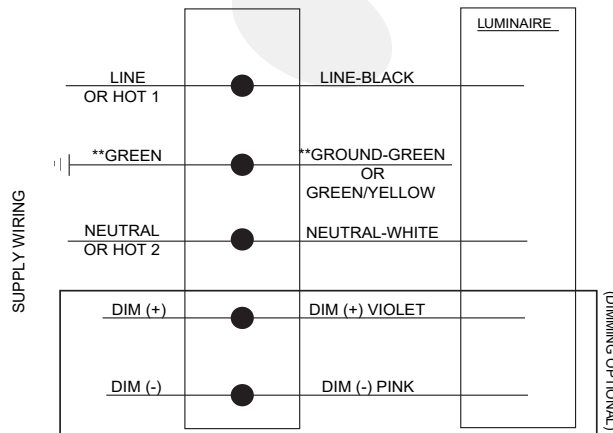 LUMINAIRE
LINE
OR HOT 1
LINE-BLACK
**GREEN
**GROUND-GREEN
OR
GREEN/YELLOW
NEUTRAL
OR HOT 2
NEUTRAL-WHITE
SUPPLY WIRING
DIM (+)
DIM (+) VIOLET
DIM (-)
DIM (-) PINK
(DIMMING OPTIONAL)